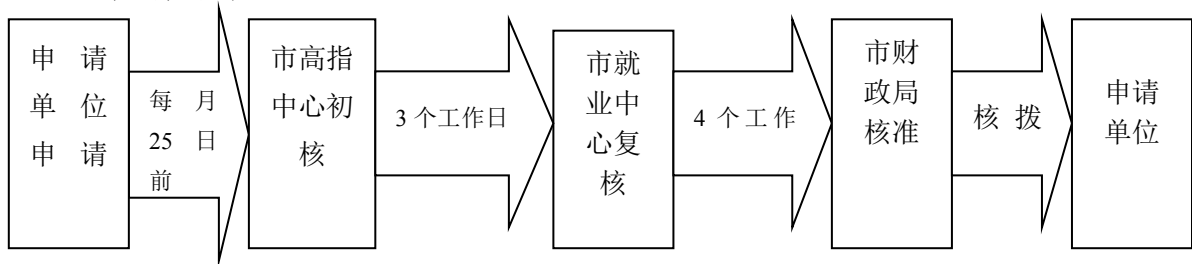 申 请
单 位
申 请
每 月
25 日
前
市高指
中心初
核
3 个工作日
市就
业中
心复
核
4 个工作
市财
政局
核准
核 拨
申请
单位